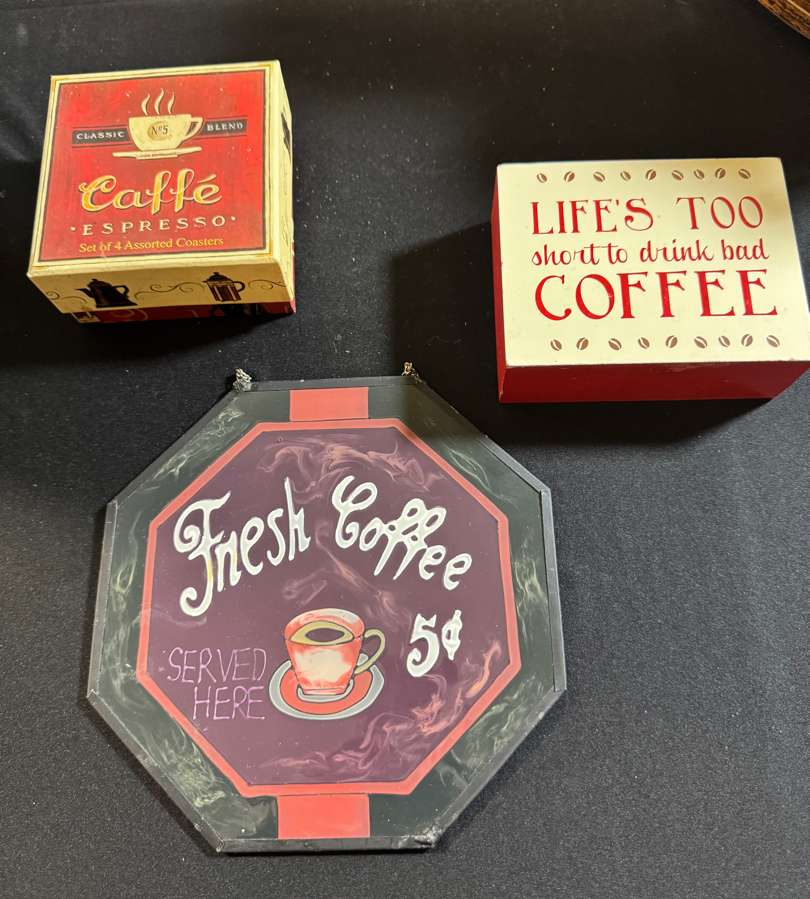 CLASSIC Nº5 BLEND
Caffé
·ESPRESSO·
Set of 4 Assorted Coasters
LIFE'S TOO
short to drink bad
COFFEE
Fresh Coffee
5¢
SERVED
HERE